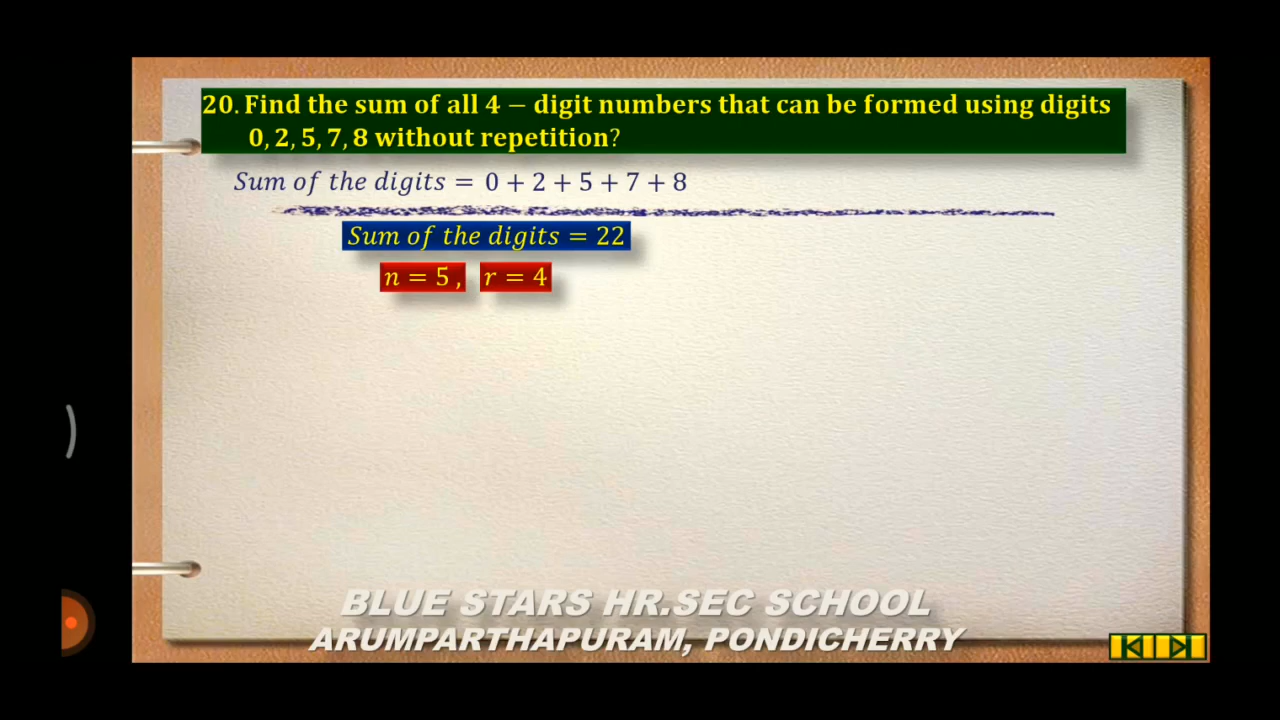 20. Find the sum of all 4 − digit numbers that can be formed using digits
0, 2, 5, 7, 8 without repetition?
Sum of the digits = 0 + 2 + 5 + 7 + 8
Sum of the digits = 22
n = 5 , r = 4
BLUE STARS HR.SEC SCHOOL
ARUMPARTHAPURAM, PONDICHERRY